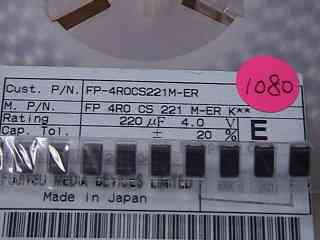 Cust. P/N. FP-4R0CS221M-ER
1080
M. P/N. FP 4R0 CS 221 M-ER K**
Rating 220 μF 4.0 V
Cap. Tol. ± 20 % E
FUJITSU MEDIA DEVICES LIMITED
Made in Japan